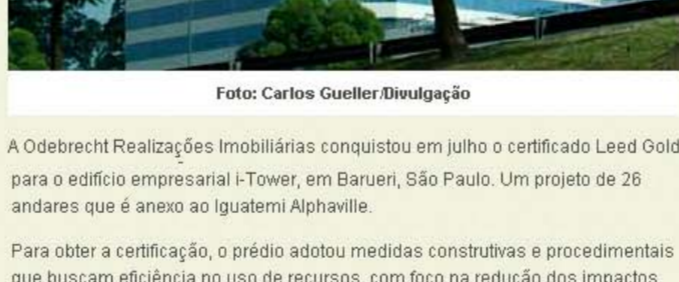 Foto: Carlos Gueller/Divulgação
A Odebrecht Realizações Imobiliárias conquistou em julho o certificado Leed Gold
para o edifício empresarial i-Tower, em Barueri, São Paulo. Um projeto de 26
andares que é anexo ao Iguatemi Alphaville.
Para obter a certificação, o prédio adotou medidas construtivas e procedimentais
que buscam eficiência no uso de recursos, com foco na redução dos impactos